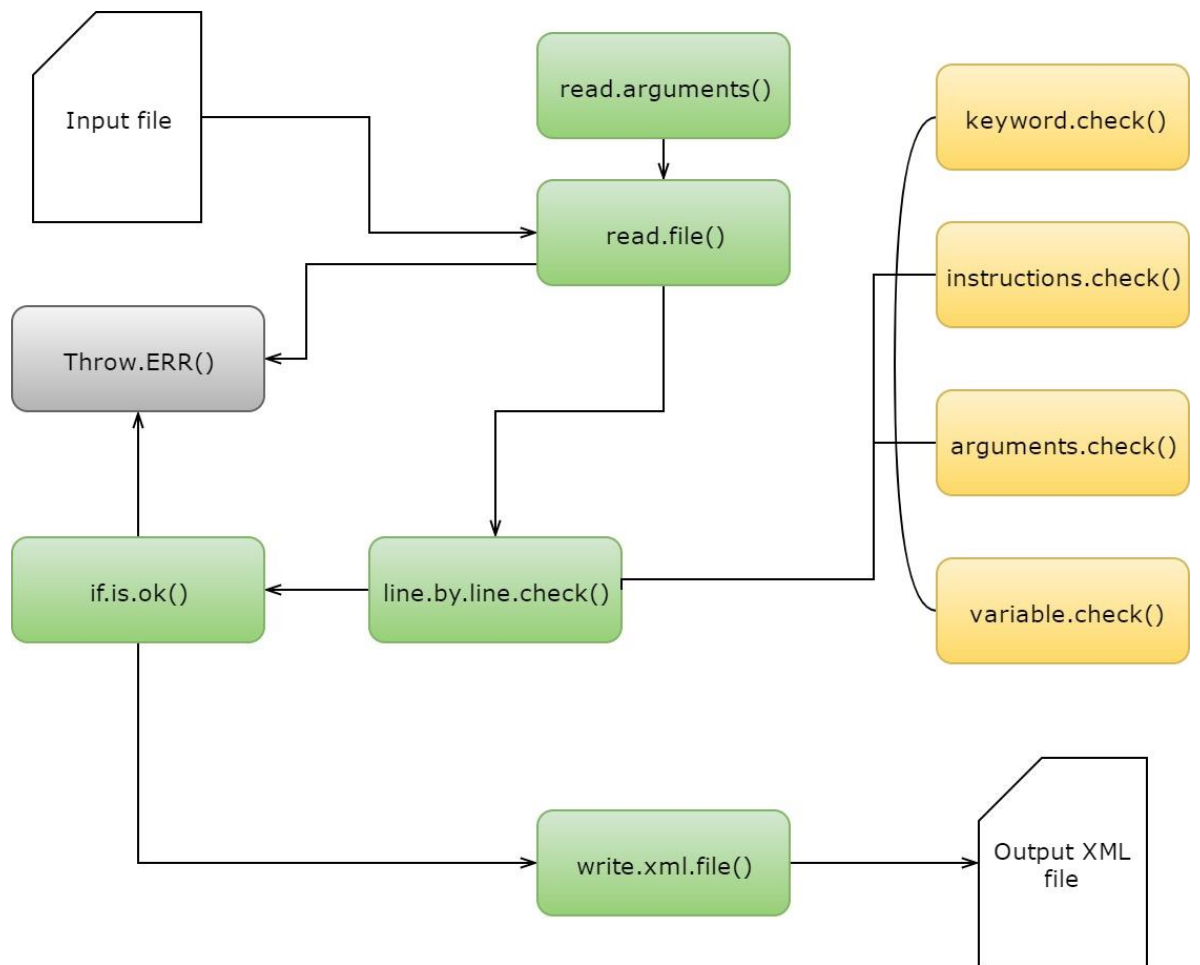 Input file
read.arguments()
keyword.check()
read.file()
instructions.check()
Throw.ERR()
arguments.check()
if.is.ok()
line.by.line.check()
variable.check()
write.xml.file()
Output XML
file